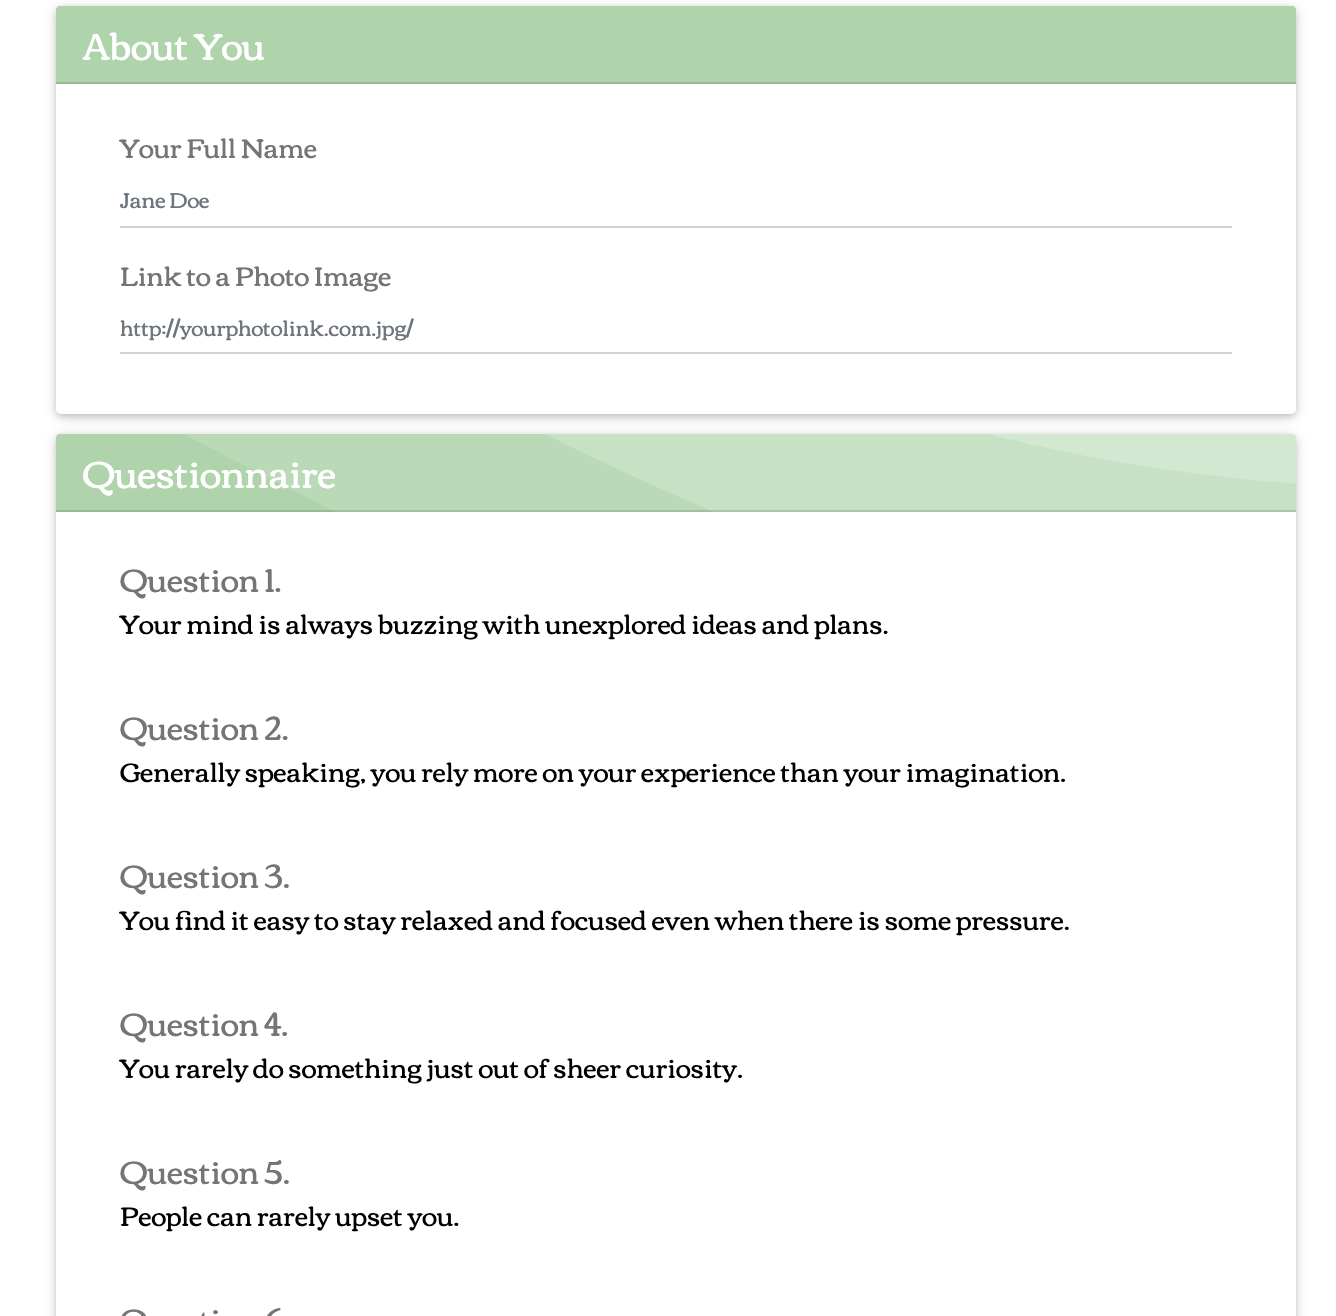 About You
Your Full Name
Jane Doe
Link to a Photo Image
http://yourphotolink.com.jpg/
Questionnaire
Question 1.
Your mind is always buzzing with unexplored ideas and plans.
Question 2.
Generally speaking, you rely more on your experience than your imagination.
Question 3.
You find it easy to stay relaxed and focused even when there is some pressure.
Question 4.
You rarely do something just out of sheer curiosity.
Question 5.
People can rarely upset you.